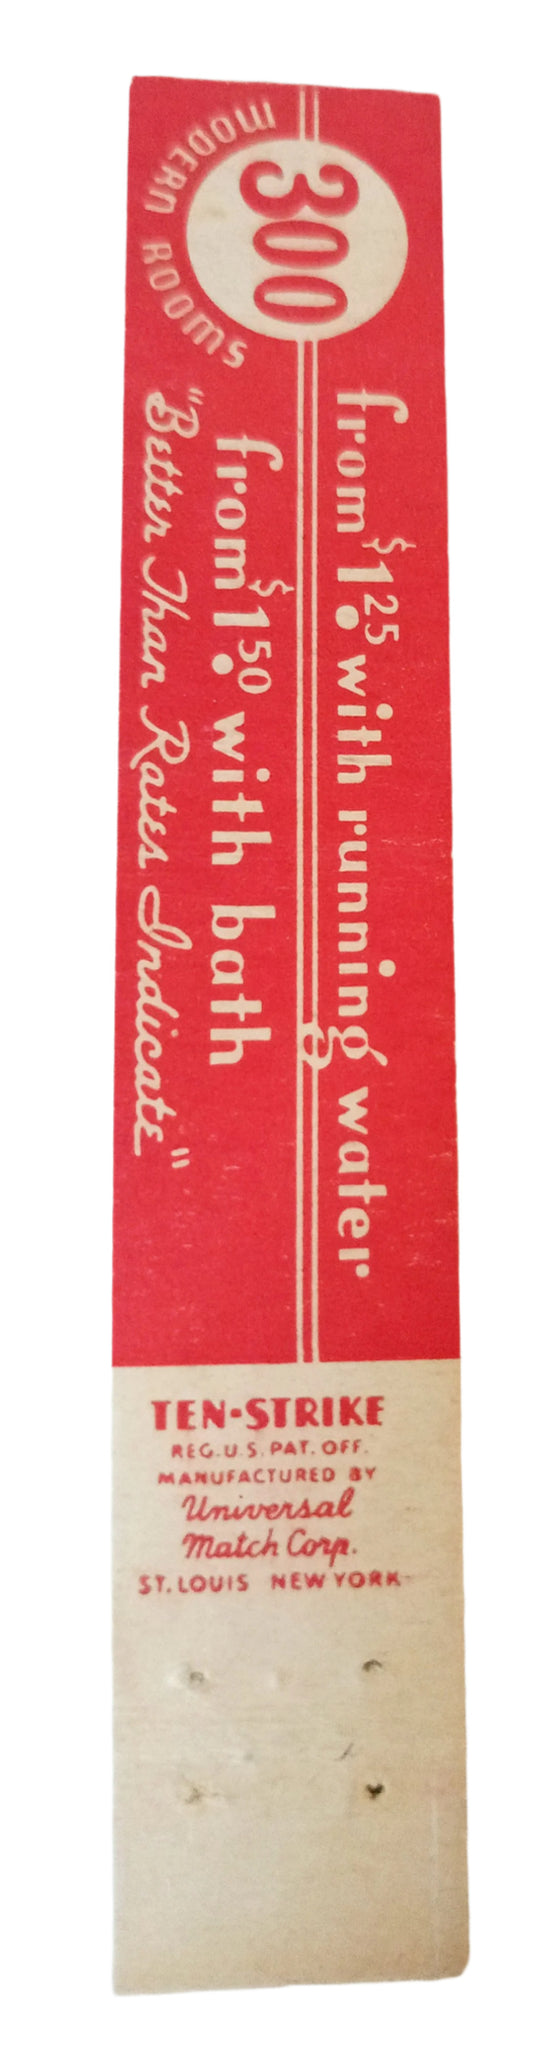 300
MODERN ROOMS
from $1.25 with running water
from $1.50 with bath
"Better Than Rates Indicate"
TEN-STRIKE
REG. U.S. PAT. OFF.
MANUFACTURED BY
Universal
Match Corp.
ST. LOUIS NEW YORK